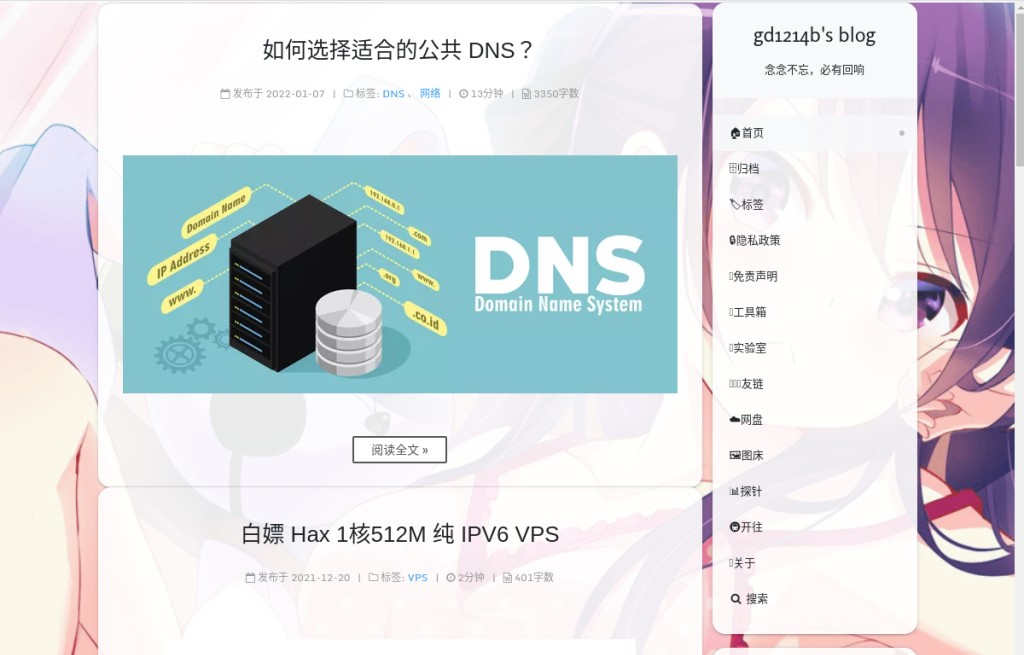 如何选择适合的公共 DNS？
发布于 2022-01-07 | 标签: DNS 、 网络 | 13分钟 | 3350字数
Domain Name
IP Address
www.
192.168.0.1
.com
192.168.1.1
.org
www.
.co.id
DNS
Domain Name System
阅读全文 »
白嫖 Hax 1核512M 纯 IPV6 VPS
发布于 2021-12-20 | 标签: VPS | 2分钟 | 401字数
gd1214b's blog
念念不忘，必有回响
首页
归档
标签
隐私政策
免责声明
工具箱
实验室
友链
网盘
图床
探针
开往
关于
搜索